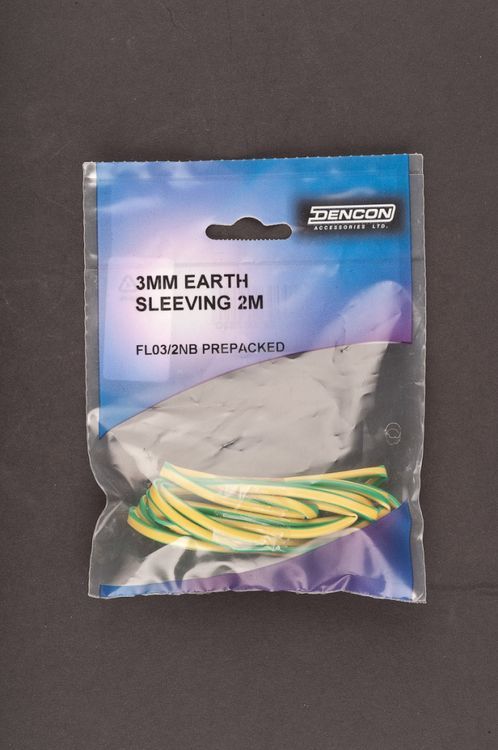 DENCON
ACCESSORIES LTD.
3MM EARTH
SLEEVING 2M
FL03/2NB PREPACKED